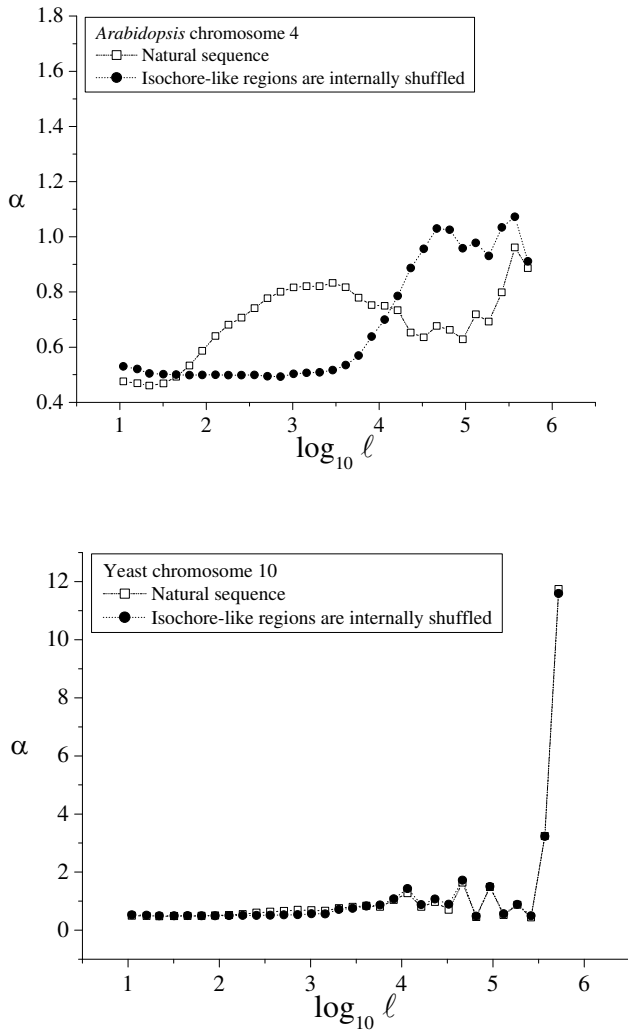 1.8
Arabidopsis chromosome 4
Natural sequence
Isochore-like regions are internally shuffled
1.6
1.4
1.2
α
1.0
0.8
0.6
0.4
1 2 3 4 5 6
log₁₀ ℓ
Yeast chromosome 10
Natural sequence
Isochore-like regions are internally shuffled
12
10
8
α
6
4
2
0
1 2 3 4 5 6
log₁₀ ℓ